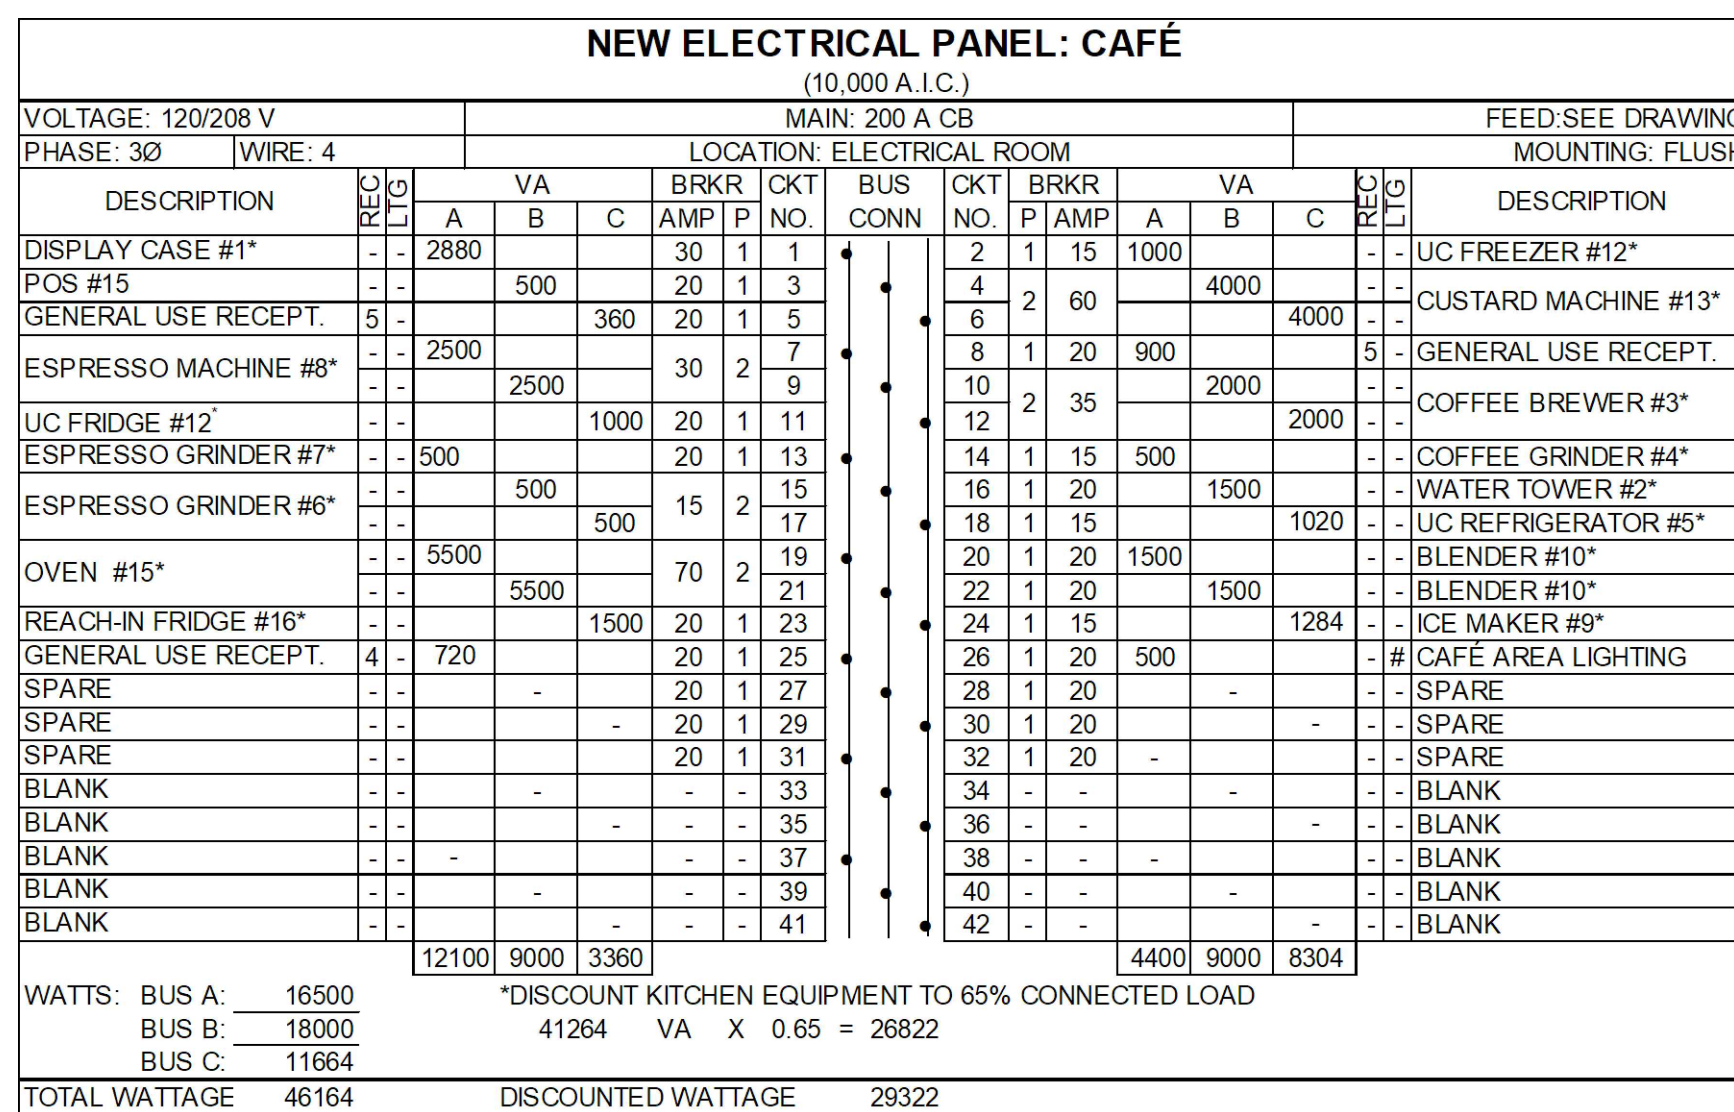 NEW ELECTRICAL PANEL: CAFÉ
(10,000 A.I.C.)
VOLTAGE: 120/208 V MAIN: 200 A CB FEED:SEE DRAWING
PHASE: 3Ø WIRE: 4 LOCATION: ELECTRICAL ROOM MOUNTING: FLUSH
DESCRIPTION REC LTG VA BRKR CKT BUS CKT BRKR VA REC LTG DESCRIPTION
A B C AMP P NO. CONN NO. P AMP A B C
DISPLAY CASE #1* - - 2880 30 1 1 2 1 15 1000 - - UC FREEZER #12*
POS #15 - - 500 20 1 3 4 2 60 4000 - - CUSTARD MACHINE #13*
GENERAL USE RECEPT. 5 - 360 20 1 5 6 4000 - -
ESPRESSO MACHINE #8* - - 2500 30 2 7 8 1 20 900 5 - GENERAL USE RECEPT.
- - 2500 9 10 2 35 2000 - - COFFEE BREWER #3*
UC FRIDGE #12* - - 1000 20 1 11 12 2000 - -
ESPRESSO GRINDER #7* - - 500 20 1 13 14 1 15 500 - - COFFEE GRINDER #4*
ESPRESSO GRINDER #6* - - 500 15 2 15 16 1 20 1500 - - WATER TOWER #2*
- - 500 17 18 1 15 1020 - - UC REFRIGERATOR #5*
OVEN #15* - - 5500 70 2 19 20 1 20 1500 - - BLENDER #10*
- - 5500 21 22 1 20 1500 - - BLENDER #10*
REACH-IN FRIDGE #16* - - 1500 20 1 23 24 1 15 1284 - - ICE MAKER #9*
GENERAL USE RECEPT. 4 - 720 20 1 25 26 1 20 500 - # CAFÉ AREA LIGHTING
SPARE - - - 20 1 27 28 1 20 - - - SPARE
SPARE - - - 20 1 29 30 1 20 - - - SPARE
SPARE - - 20 1 31 32 1 20 - - - SPARE
BLANK - - - - - 33 34 - - - - - BLANK
BLANK - - - - - 35 36 - - - - - BLANK
BLANK - - - - - 37 38 - - - - - BLANK
BLANK - - - - - 39 40 - - - - - BLANK
BLANK - - - - - 41 42 - - - - - BLANK
12100 9000 3360 4400 9000 8304
WATTS: BUS A: 16500 *DISCOUNT KITCHEN EQUIPMENT TO 65% CONNECTED LOAD
BUS B: 18000 41264 VA X 0.65 = 26822
BUS C: 11664
TOTAL WATTAGE 46164 DISCOUNTED WATTAGE 29322